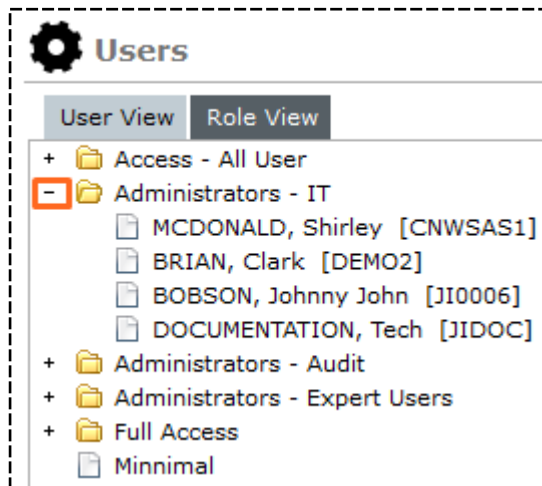 Users
User View Role View
+ Access - All User
- Administrators - IT
MCDONALD, Shirley [CNWSAS1]
BRIAN, Clark [DEMO2]
BOBSON, Johnny John [JI0006]
DOCUMENTATION, Tech [JIDOC]
+ Administrators - Audit
+ Administrators - Expert Users
+ Full Access
Minnimal